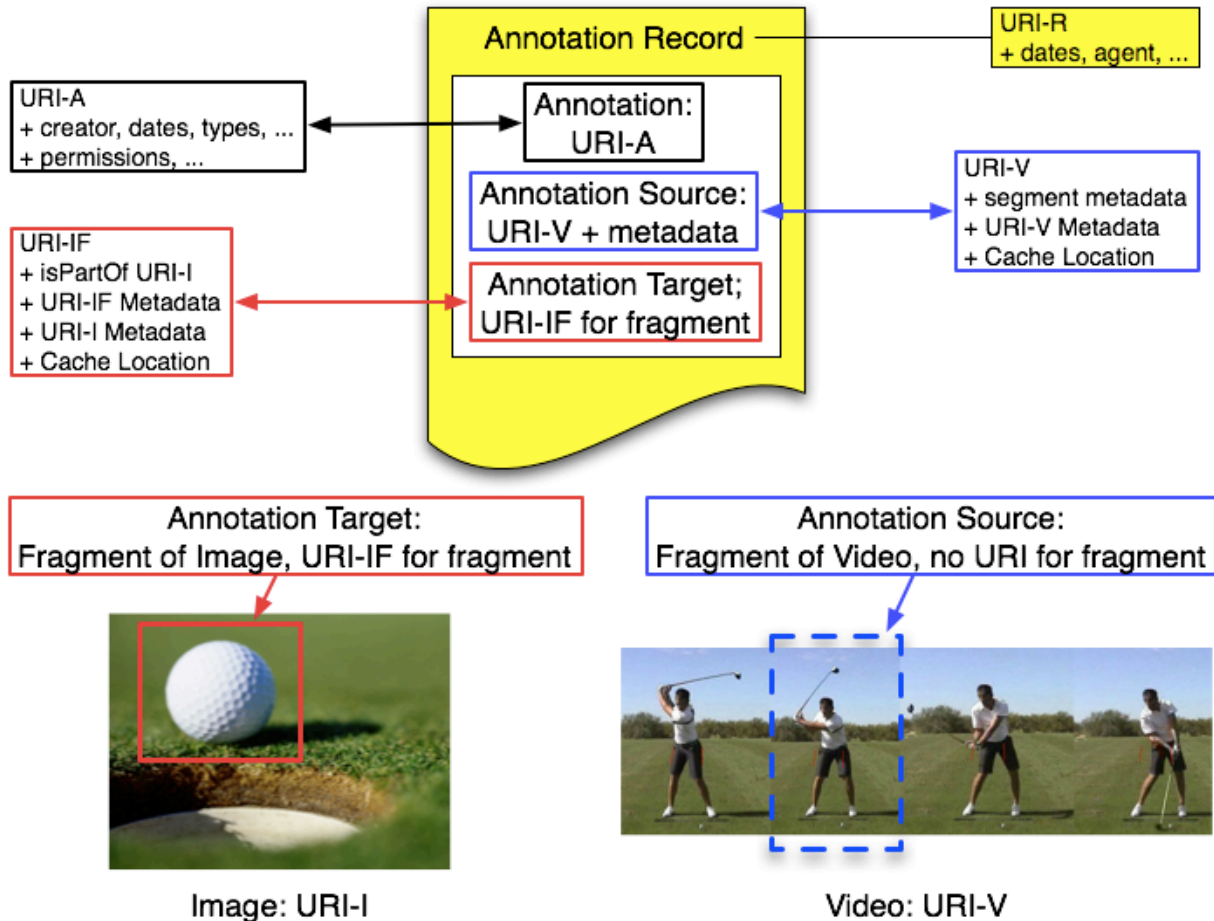 Annotation Record
URI-R
+ dates, agent, ...
URI-A
+ creator, dates, types, ...
+ permissions, ...
Annotation:
URI-A
Annotation Source:
URI-V + metadata
URI-V
+ segment metadata
+ URI-V Metadata
+ Cache Location
URI-IF
+ isPartOf URI-I
+ URI-IF Metadata
+ URI-I Metadata
+ Cache Location
Annotation Target;
URI-IF for fragment
Annotation Target:
Fragment of Image, URI-IF for fragment
Annotation Source:
Fragment of Video, no URI for fragment
Image: URI-I
Video: URI-V